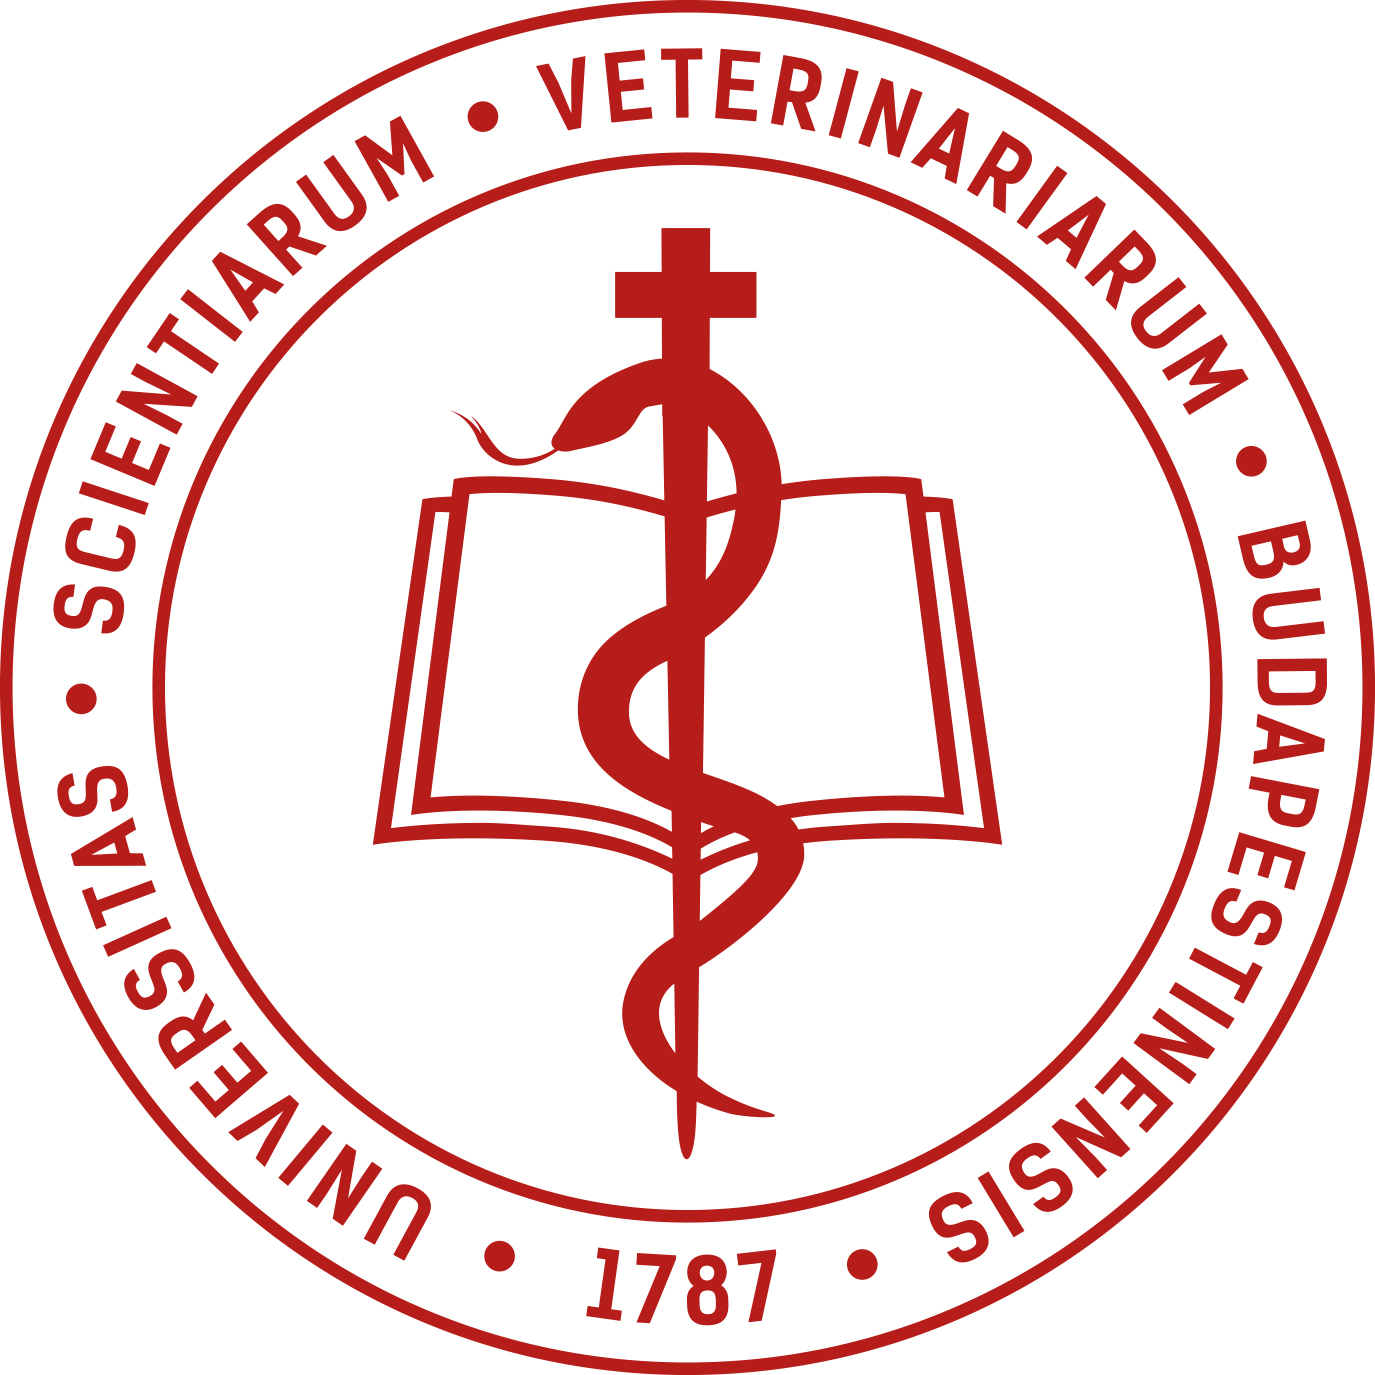 UNIVERSITAS • SCIENTIARUM • VETERINARIARUM • BUDAPESTINENSIS •
1787